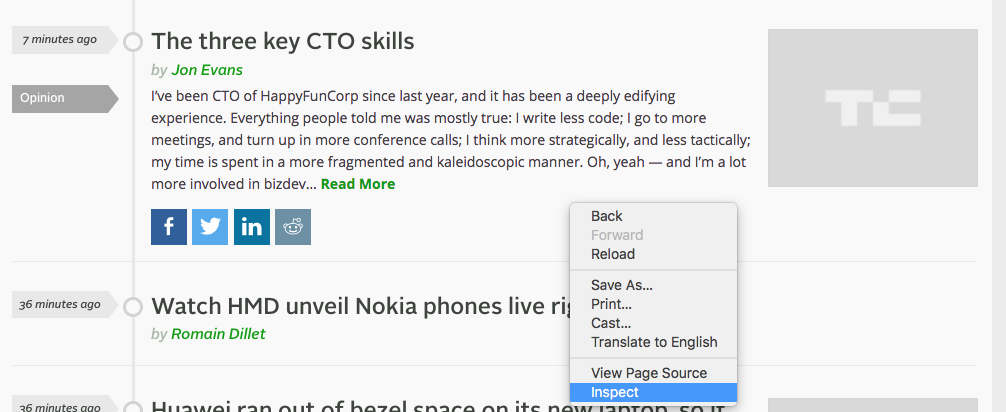 7 minutes ago
The three key CTO skills
by Jon Evans
Opinion
I've been CTO of HappyFunCorp since last year, and it has been a deeply edifying
experience. Everything people told me was mostly true: I write less code; I go to more
meetings, and turn up in more conference calls; I think more strategically, and less tactically;
my time is spent in a more fragmented and kaleidoscopic manner. Oh, yeah — and I'm a lot
more involved in bizdev... Read More
TC
f
in
Back
Forward
Reload
Save As...
Print...
Cast...
Translate to English
View Page Source
Inspect
36 minutes ago
Watch HMD unveil Nokia phones live
by Romain Dillet
36 minutes ago
Huawei ran out of bezel space on its new laptop, so it